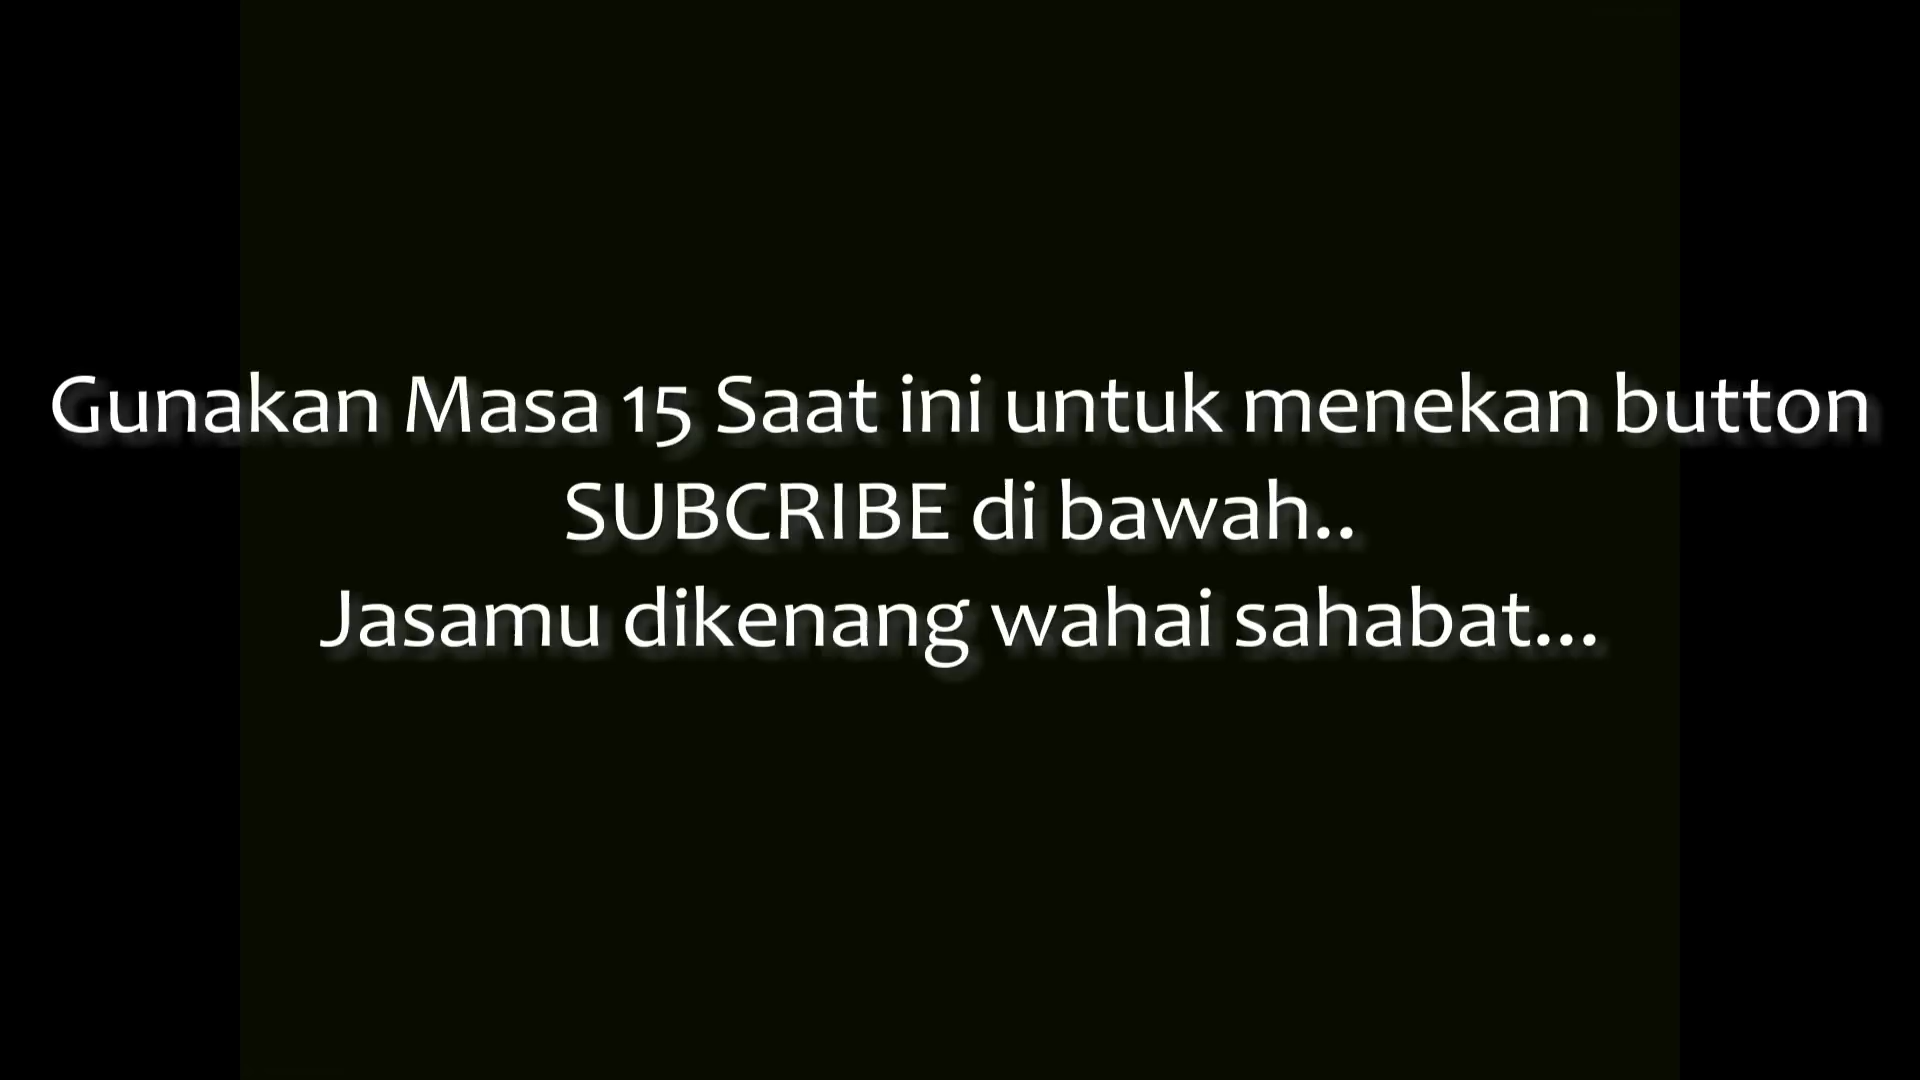 Gunakan Masa 15 Saat ini untuk menekan button
SUBCRIBE di bawah..
Jasamu dikenang wahai sahabat...